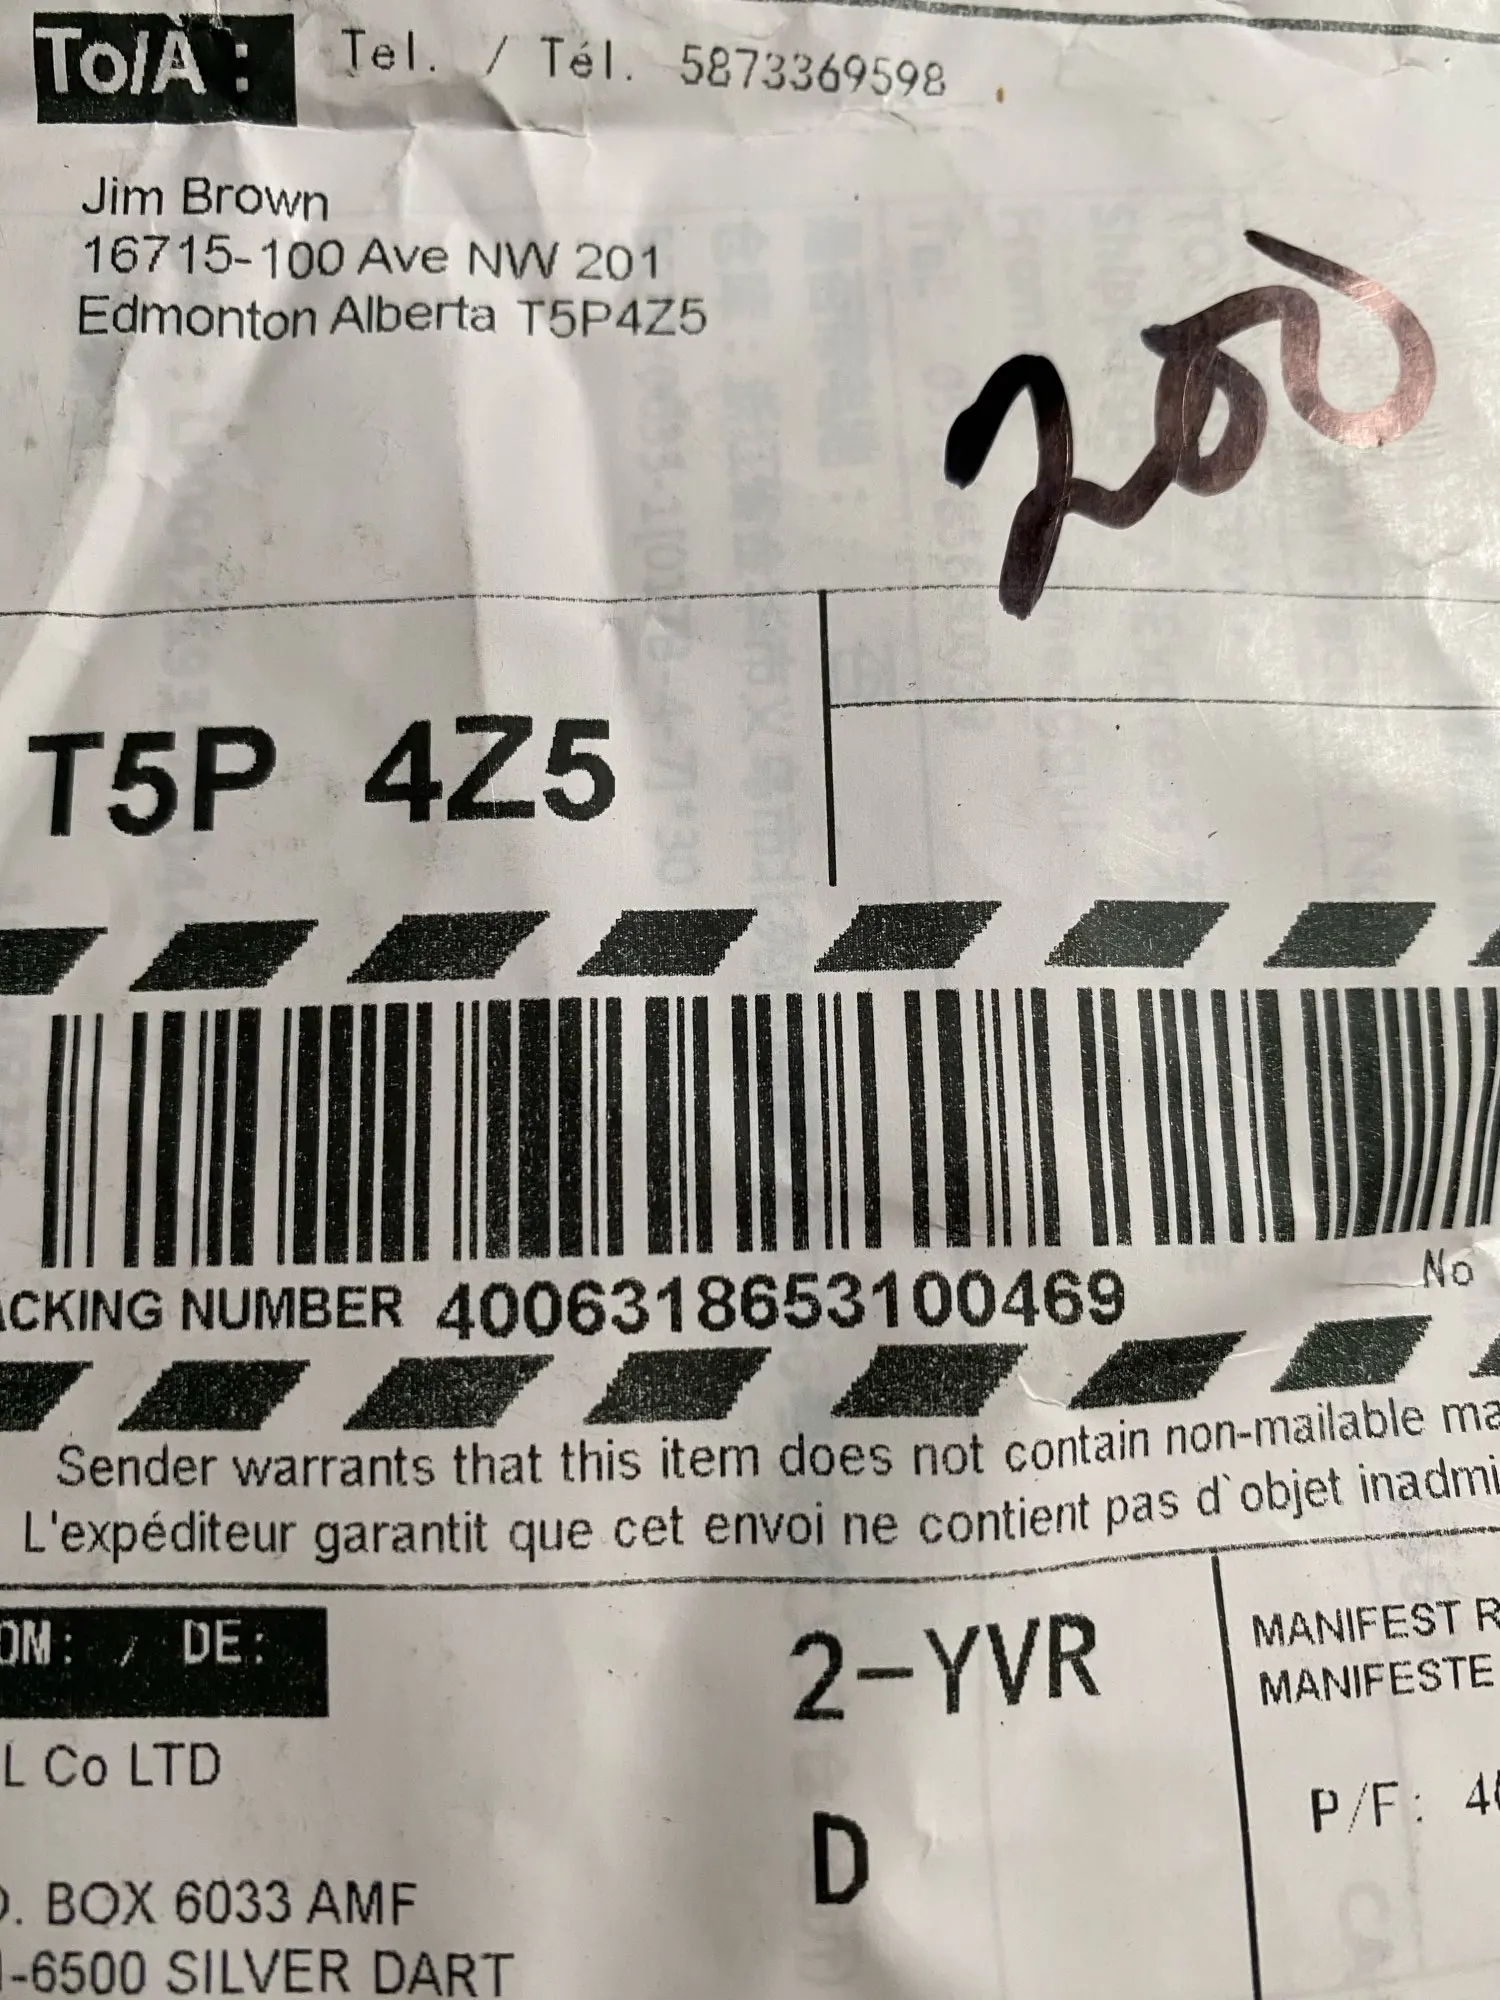 To/A :
Tel. / Tél. 5873369598
Jim Brown
16715-100 Ave NW 201
Edmonton Alberta T5P4Z5
200
T5P 4Z5
ACKING NUMBER 4006318653100469
No
Sender warrants that this item does not contain non-mailable ma
L'expéditeur garantit que cet envoi ne contient pas d`objet inadmi
OM: / DE:
2-YVR
MANIFEST R
MANIFESTE
L Co LTD
P/F: 40
D
O. BOX 6033 AMF
-6500 SILVER DART